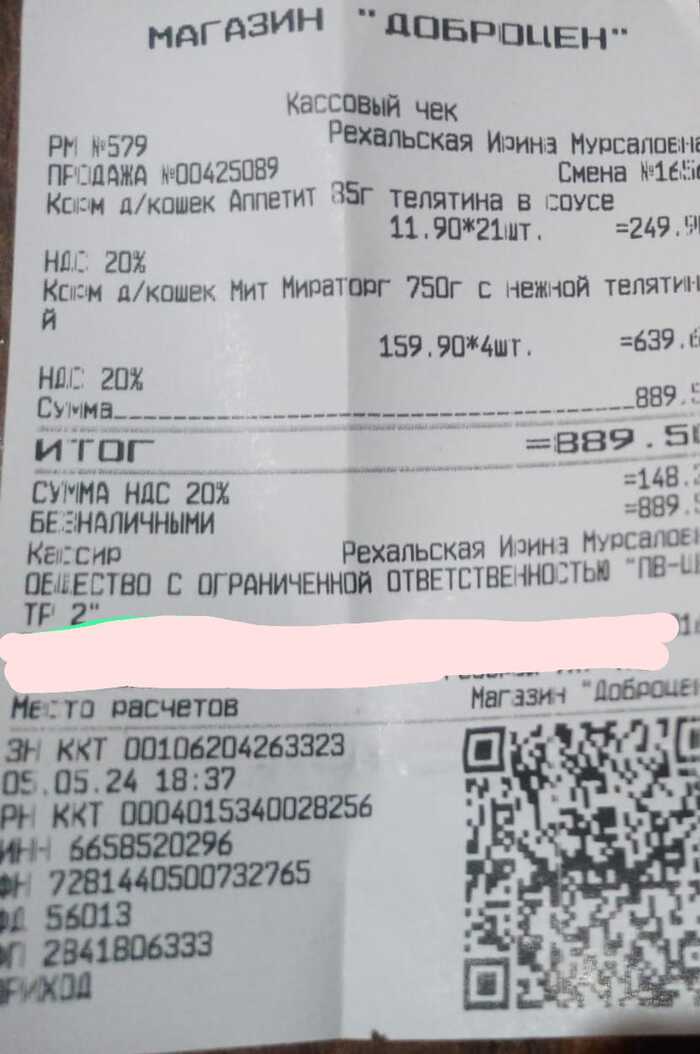 МАГАЗИН "ДОБРОЦЕН"
Кассовый чек
РМ №579 Рехальская Ирина Мурсаловна
ПРОДАЖА №00425089 Смена №165
Корм д/кошек Аппетит 85г телятина в соусе
11.90*21шт. =249.9
НДС 20%
Корм д/кошек Мит Мираторг 750г с нежной телятин
й
159.90*4шт. =639.6
НДС 20%
Сумма 889.5
ИТОГ =889.50
СУММА НДС 20% =148.
БЕЗНАЛИЧНЫМИ =889.5
Кассир Рехальская Ирина Мурсалов
ОБЩЕСТВО С ОГРАНИЧЕННОЙ ОТВЕТСТВЕННОСТЬЮ "ПВ-Ц
ТР 2"
Место расчетов Магазин "Доброцен
ЗН ККТ 00106204263323
05.05.24 18:37
РН ККТ 0004015340028256
ИНН 6658520296
ФН 7281440500732765
ФД 56013
ФП 2841806333
ПРИХОД